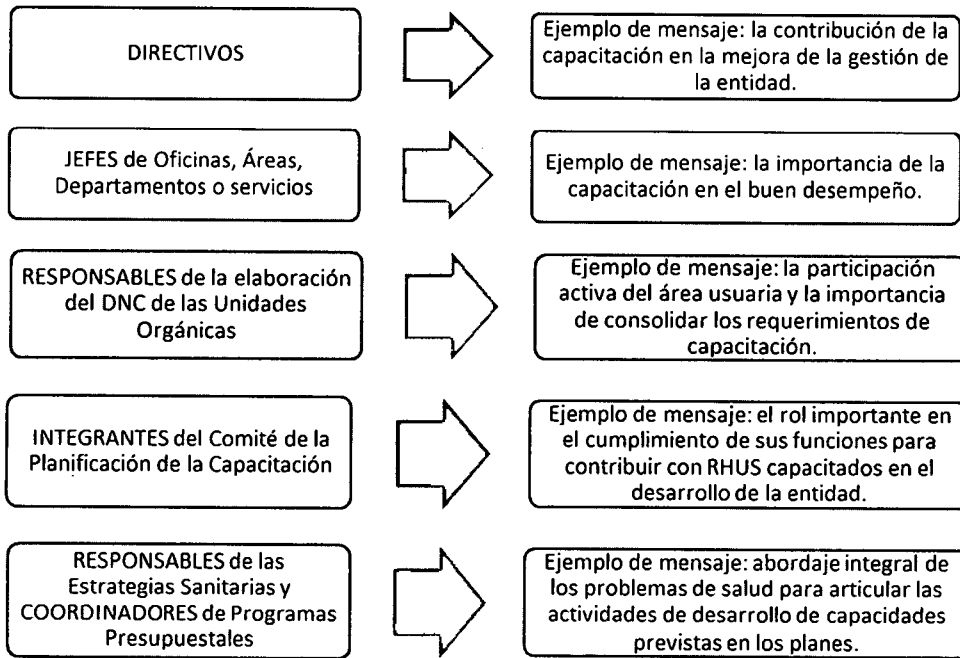 DIRECTIVOS
Ejemplo de mensaje: la contribución de la
capacitación en la mejora de la gestión de
la entidad.
JEFES de Oficinas, Áreas,
Departamentos o servicios
Ejemplo de mensaje: la importancia de la
capacitación en el buen desempeño.
RESPONSABLES de la elaboración
del DNC de las Unidades
Orgánicas
Ejemplo de mensaje: la participación
activa del área usuaria y la importancia
de consolidar los requerimientos de
capacitación.
INTEGRANTES del Comité de la
Planificación de la Capacitación
Ejemplo de mensaje: el rol importante en
el cumplimiento de sus funciones para
contribuir con RHUS capacitados en el
desarrollo de la entidad.
RESPONSABLES de las
Estrategias Sanitarias y
COORDINADORES de Programas
Presupuestales
Ejemplo de mensaje: abordaje integral de
los problemas de salud para articular las
actividades de desarrollo de capacidades
previstas en los planes.